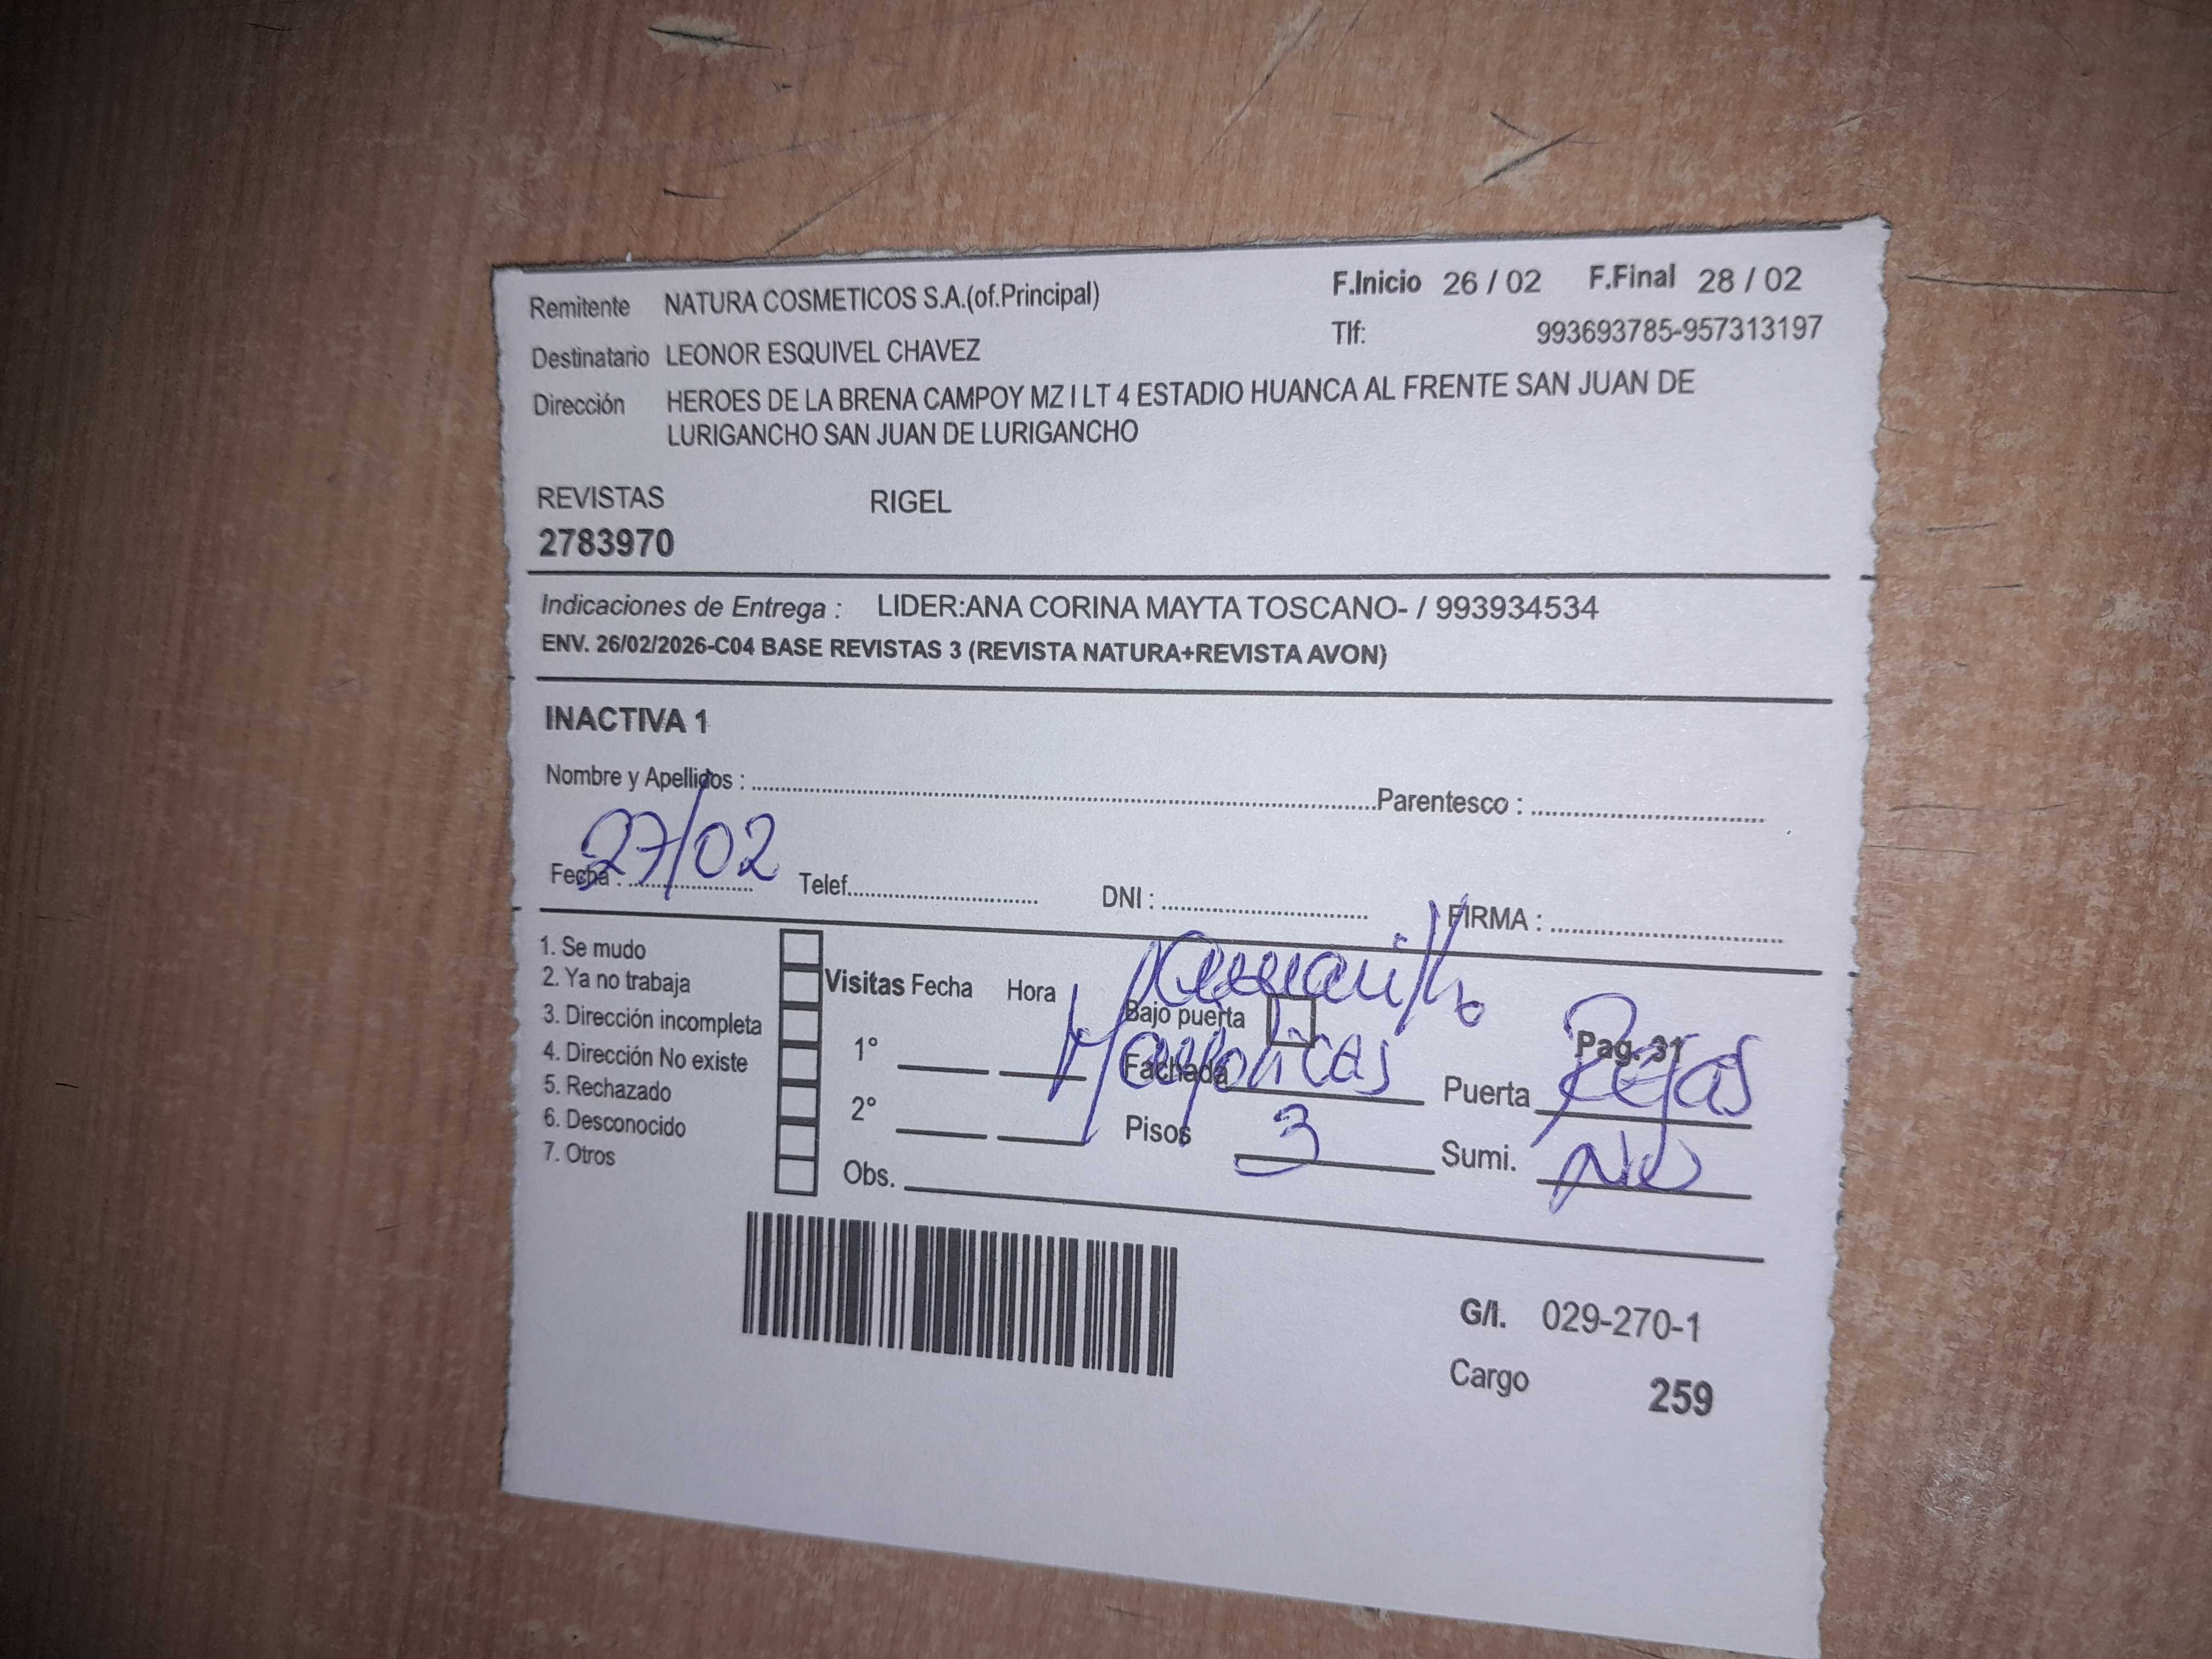 Remitente NATURA COSMETICOS S.A.(of.Principal) F.Inicio 26 / 02 F.Final 28 / 02
Tlf: 993693785-957313197
Destinatario LEONOR ESQUIVEL CHAVEZ
Dirección HEROES DE LA BRENA CAMPOY MZ I LT 4 ESTADIO HUANCA AL FRENTE SAN JUAN DE
LURIGANCHO SAN JUAN DE LURIGANCHO
REVISTAS RIGEL
2783970
Indicaciones de Entrega : LIDER:ANA CORINA MAYTA TOSCANO- / 993934534
ENV. 26/02/2026-C04 BASE REVISTAS 3 (REVISTA NATURA+REVISTA AVON)
INACTIVA 1
Nombre y Apellidos : Parentesco :
Fecha : 27/02 Telef. DNI : FIRMA :
1. Se mudo
2. Ya no trabaja
3. Dirección incompleta
4. Dirección No existe
5. Rechazado
6. Desconocido
7. Otros
Visitas Fecha Hora
1°
2°
Obs.
Amarillo
Bajo puerta Pag. 31
Fachada Mayolicas Puerta Rejas
Pisos 3 Sumi. No
G/I. 029-270-1
Cargo 259